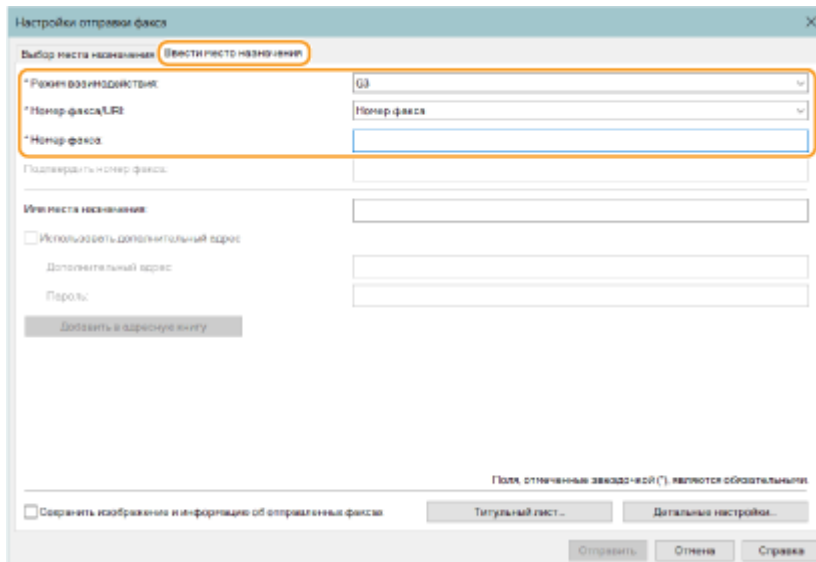 Настройки отправки факса
Выбор места назначения Ввести место назначения
* Режим взаимодействия: G3
* Номер факса/URI: Номер факса
* Номер факса:
Подтвердить номер факса:
Имя места назначения:
Использовать дополнительный адрес
Дополнительный адрес:
Пароль:
Добавить в адресную книгу
Поля, отмеченные звездочкой (*), являются обязательными.
Сохранить изображение и информацию об отправленных факсах Титульный лист... Детальные настройки...
Отправить Отмена Справка